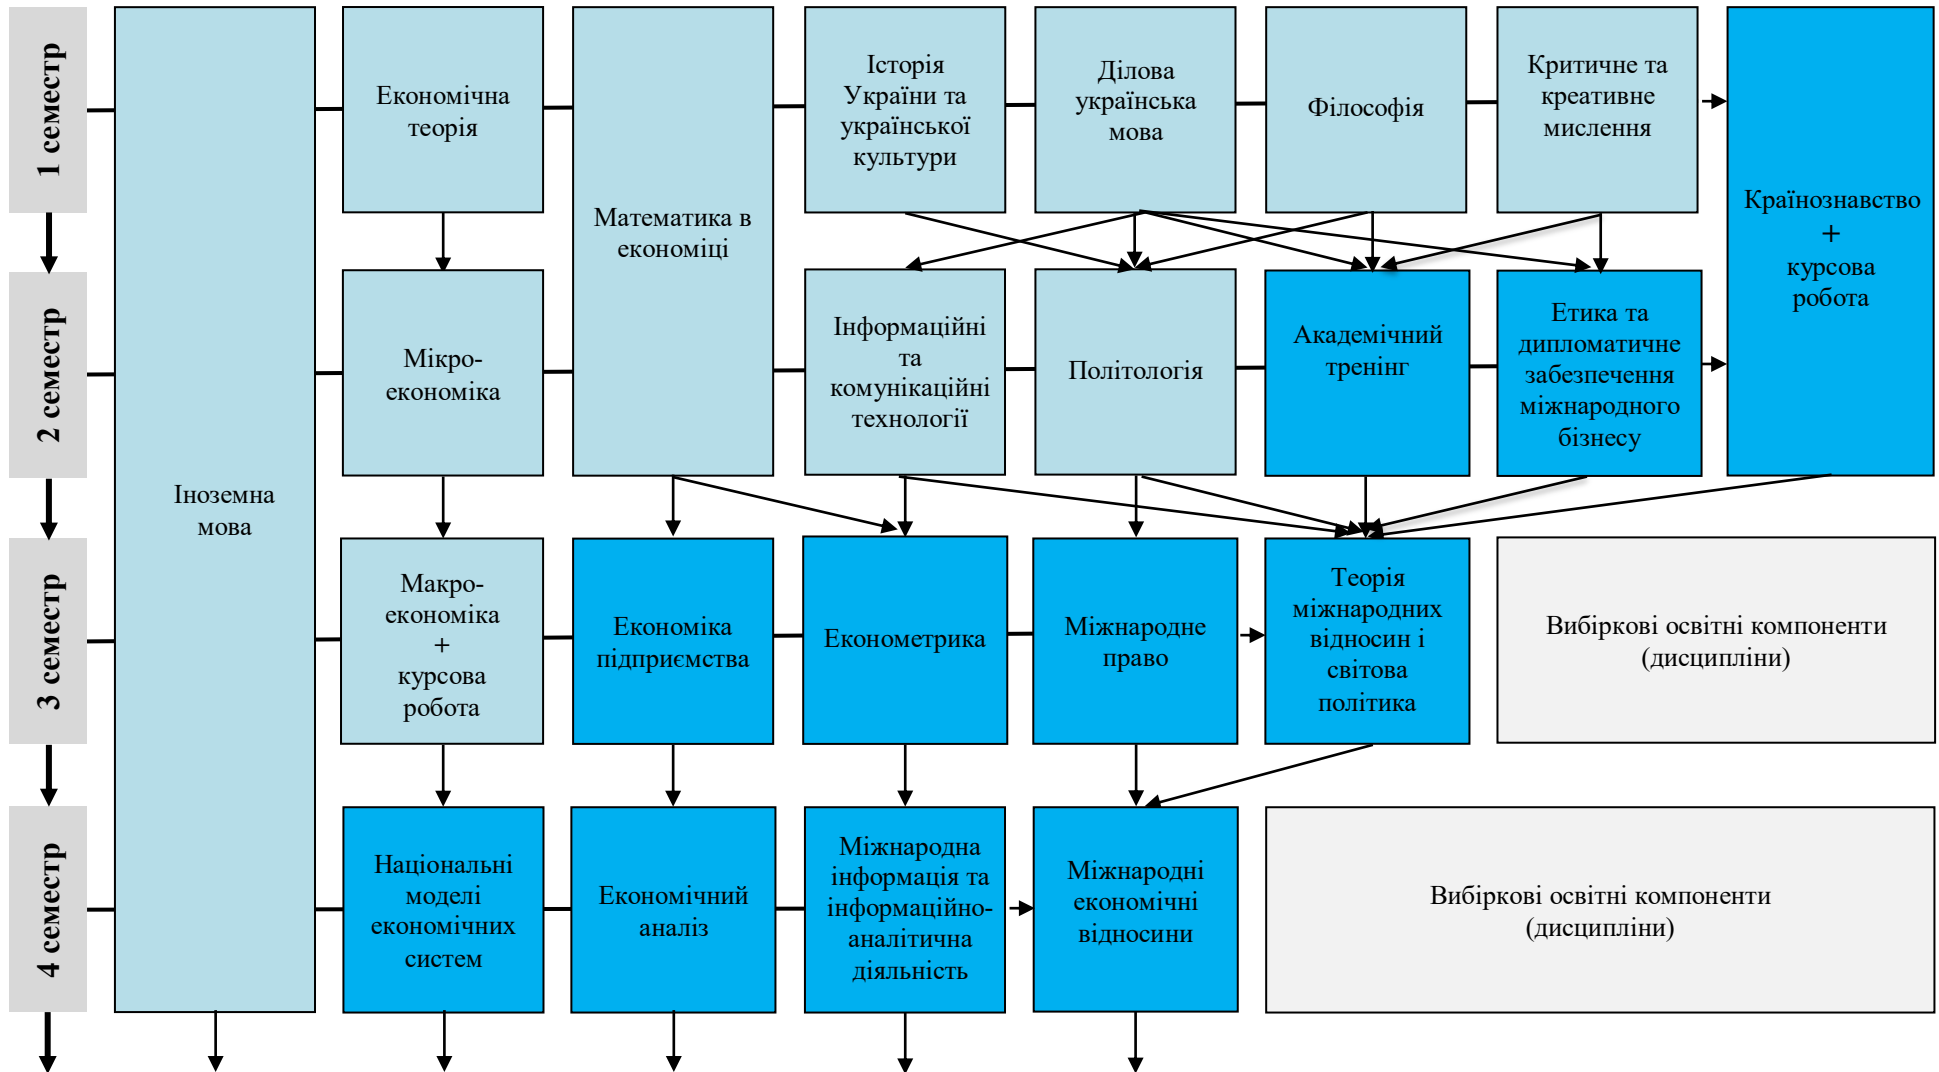 1 семестр
Іноземна
мова
Економічна
теорія
Математика в
економіці
Історія
України та
української
культури
Ділова
українська
мова
Філософія
Критичне та
креативне
мислення
Країнознавство
+
курсова
робота
2 семестр
Мікро-
економіка
Інформаційні
та
комунікаційні
технології
Політологія
Академічний
тренінг
Етика та
дипломатичне
забезпечення
міжнародного
бізнесу
3 семестр
Макро-
економіка
+
курсова
робота
Економіка
підприємства
Економетрика
Міжнародне
право
Теорія
міжнародних
відносин і
світова
політика
Вибіркові освітні компоненти
(дисципліни)
4 семестр
Національні
моделі
економічних
систем
Економічний
аналіз
Міжнародна
інформація та
інформаційно-
аналітична
діяльність
Міжнародні
економічні
відносини
Вибіркові освітні компоненти
(дисципліни)